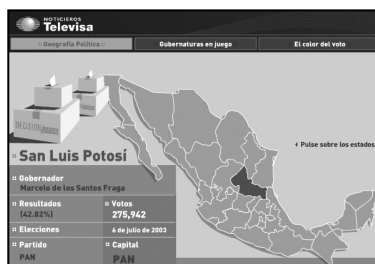 NOTICIEROS
Televisa
Geografía Política
Gubernaturas en juego
El color del voto
Pulse sobre los estados
San Luis Potosí
Gobernador
Marcelo de los Santos Fraga
Resultados
(42.82%)
Votos
275,942
Elecciones
6 de julio de 2003
Partido
PAN
Capital
PAN